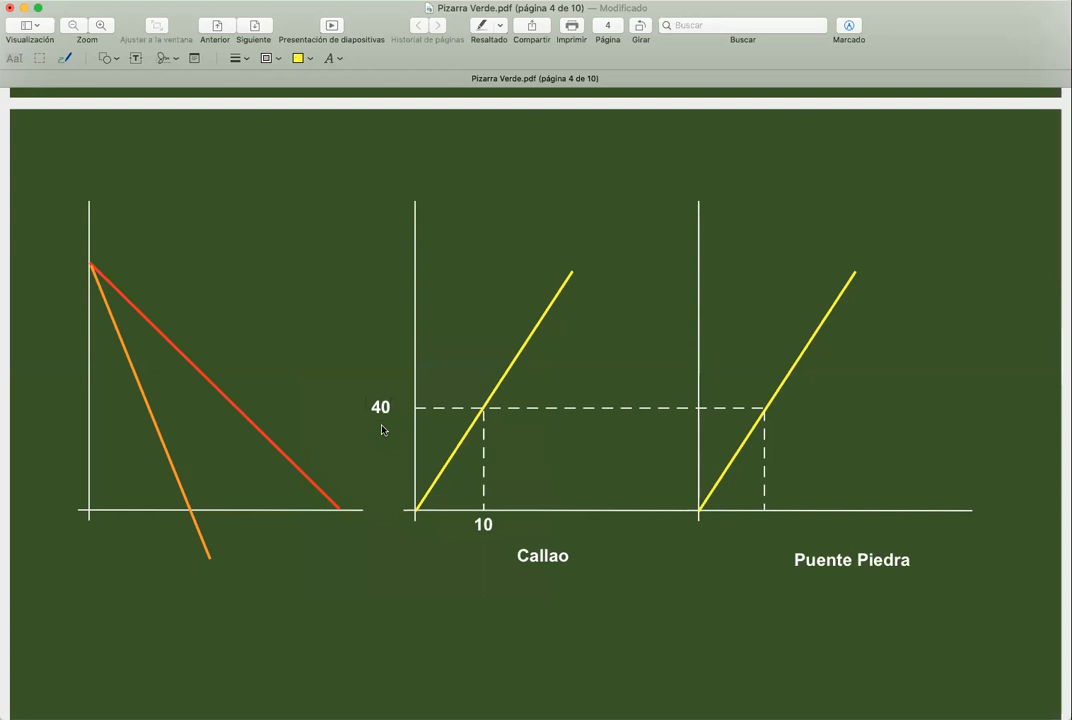 Pizarra Verde.pdf (página 4 de 10) — Modificado
4
Buscar
Visualización
Zoom
Ajustar a la ventana
Anterior
Siguiente
Presentación de diapositivas
Historial de páginas
Resaltado
Compartir
Imprimir
Página
Girar
Buscar
Marcado
AaI
T
A
Pizarra Verde.pdf (página 4 de 10)
40
10
Callao
Puente Piedra